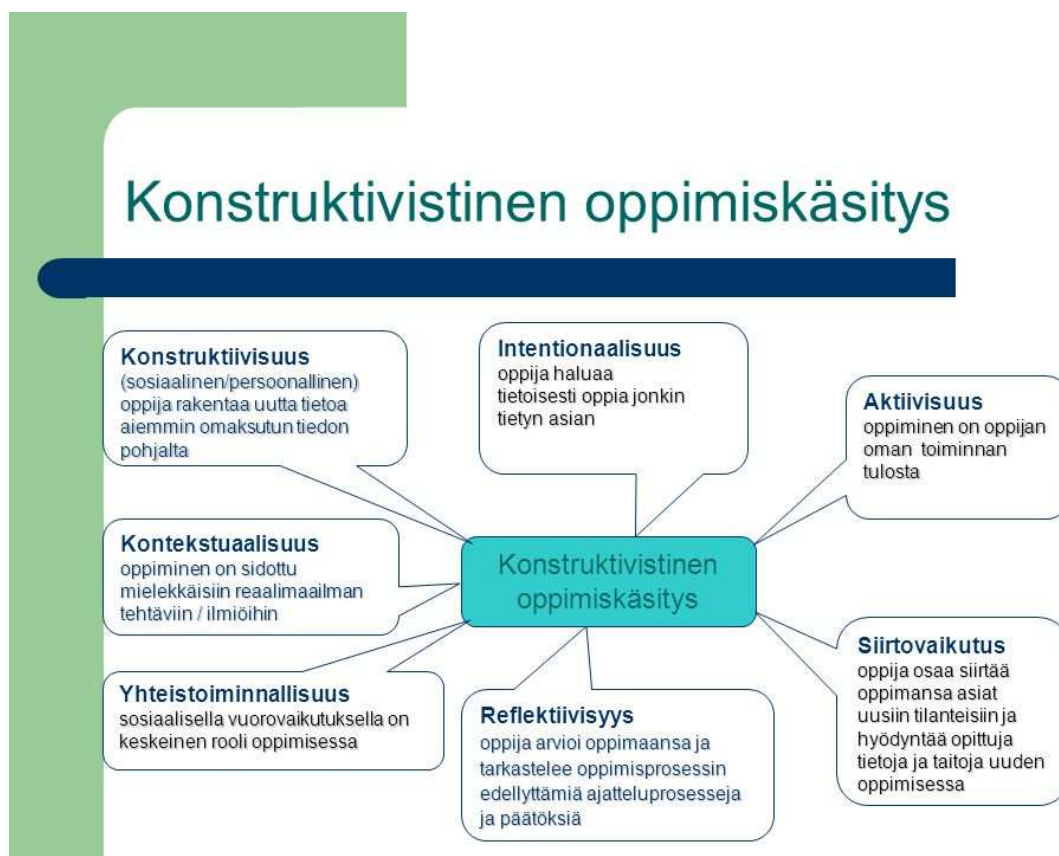 Konstruktivistinen oppimiskäsitys
Konstruktiivisuus
(sosiaalinen/persoonallinen)
oppija rakentaa uutta tietoa
aiemmin omaksutun tiedon
pohjalta
Intentionaalisuus
oppija haluaa
tietoisesti oppia jonkin
tietyn asian
Aktiivisuus
oppiminen on oppijan
oman toiminnan
tulosta
Kontekstuaalisuus
oppiminen on sidottu
mielekkäisiin reaalimaailman
tehtäviin / ilmiöihin
Konstruktivistinen
oppimiskäsitys
Yhteistoiminnallisuus
sosiaalisella vuorovaikutuksella on
keskeinen rooli oppimisessa
Reflektiivisyys
oppija arvioi oppimaansa ja
tarkastelee oppimisprosessin
edellyttämiä ajatteluprosesseja
ja päätöksiä
Siirtovaikutus
oppija osaa siirtää
oppimansa asiat
uusiin tilanteisiin ja
hyödyntää opittuja
tietoja ja taitoja uuden
oppimisessa